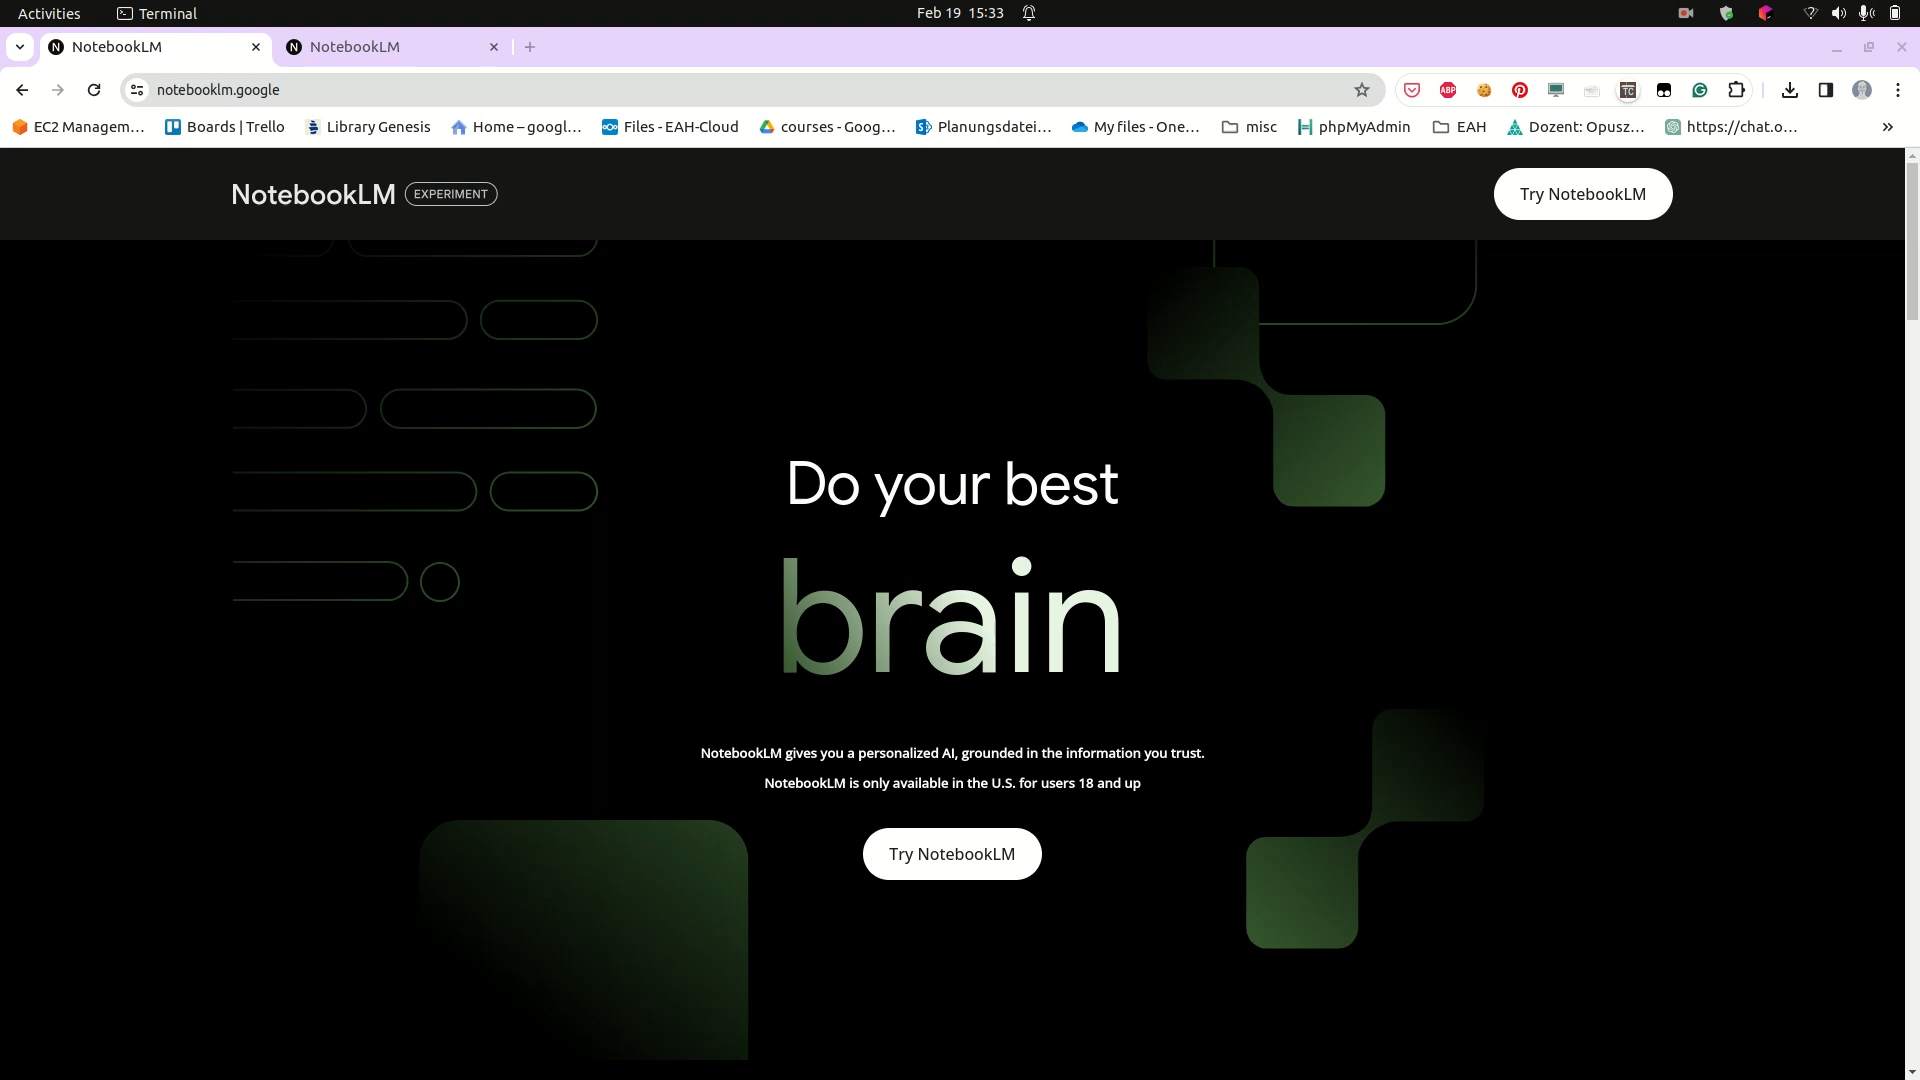 Activities
Terminal
Feb 19 15:33
NotebookLM
NotebookLM
notebooklm.google
ABP
TC
EC2 Managem…
Boards | Trello
Library Genesis
Home – googl…
Files - EAH-Cloud
courses - Goog…
Planungsdatei…
My files - One…
misc
phpMyAdmin
EAH
Dozent: Opusz…
https://chat.o…
NotebookLM
EXPERIMENT
Try NotebookLM
Do your best
brain
NotebookLM gives you a personalized AI, grounded in the information you trust.
NotebookLM is only available in the U.S. for users 18 and up
Try NotebookLM